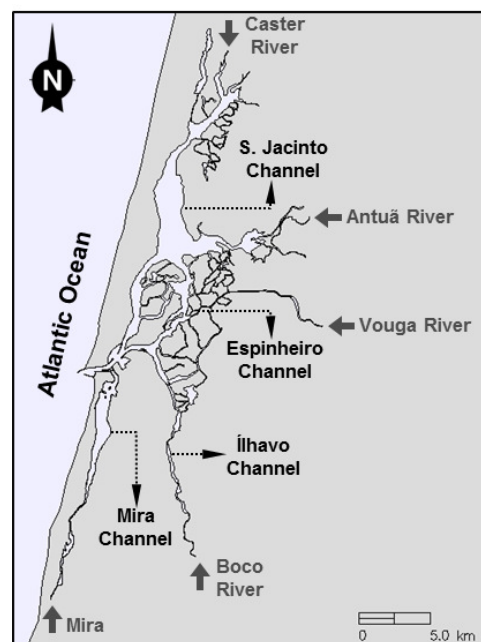 Caster
River
N
S. Jacinto
Channel
Antuã River
Atlantic Ocean
Vouga River
Espinheiro
Channel
Ílhavo
Channel
Mira
Channel
Boco
River
Mira
0 5.0 km